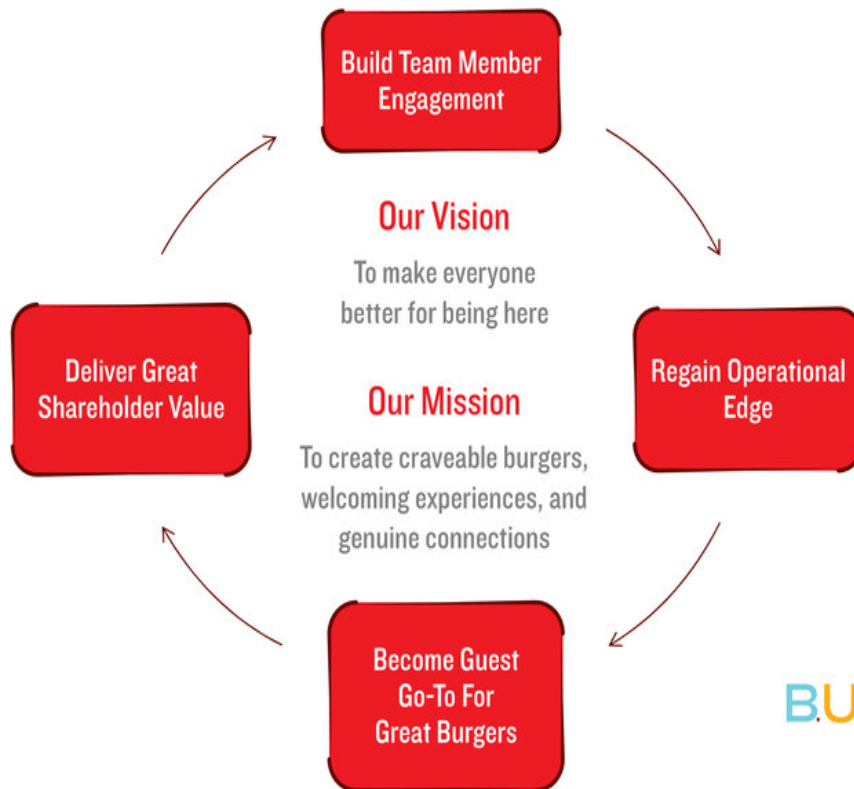 Build Team Member
Engagement
Our Vision
To make everyone
better for being here
Deliver Great
Shareholder Value
Regain Operational
Edge
Our Mission
To create craveable burgers,
welcoming experiences, and
genuine connections
Become Guest
Go-To For
Great Burgers
B.U